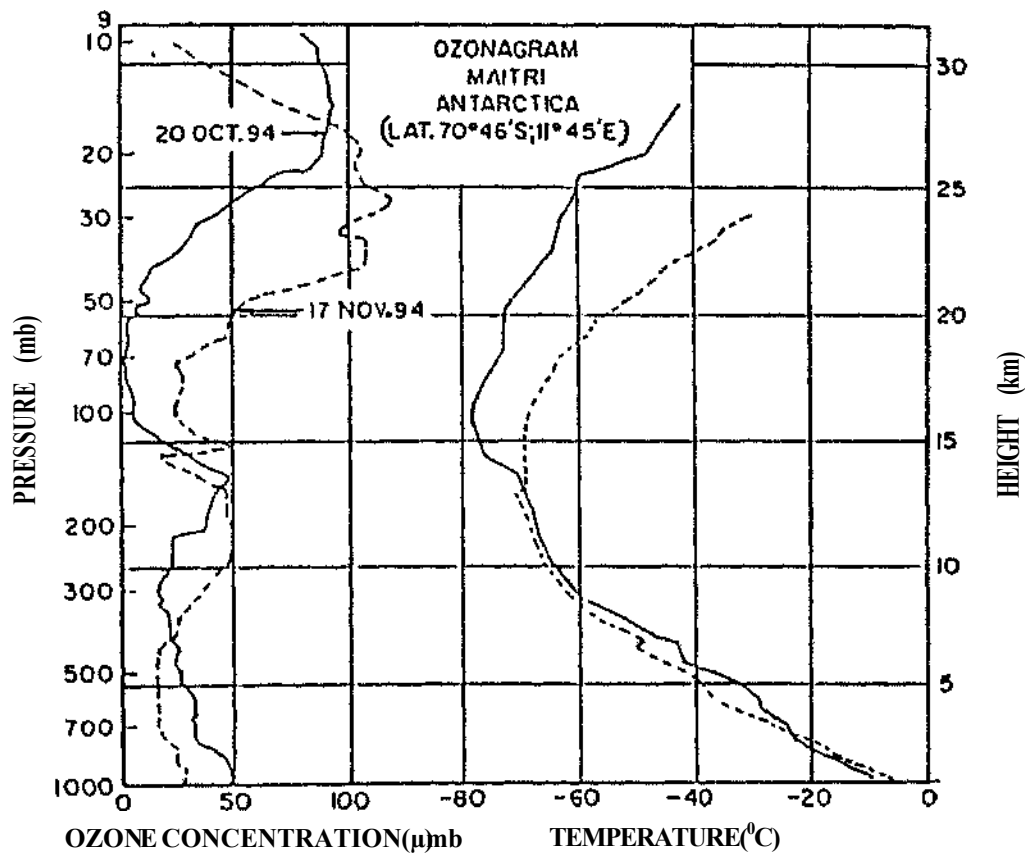 OZONAGRAM
MAITRI
ANTARCTICA
(LAT. 70°46'S; 11°45'E)
20 OCT. 94
17 NOV. 94
PRESSURE (mb)
9
10
20
30
50
70
100
200
300
500
700
1000
HEIGHT (km)
30
25
20
15
10
5
0 50 100 -80 -60 -40 -20 0
OZONE CONCENTRATION(μ)mb TEMPERATURE(⁰C)